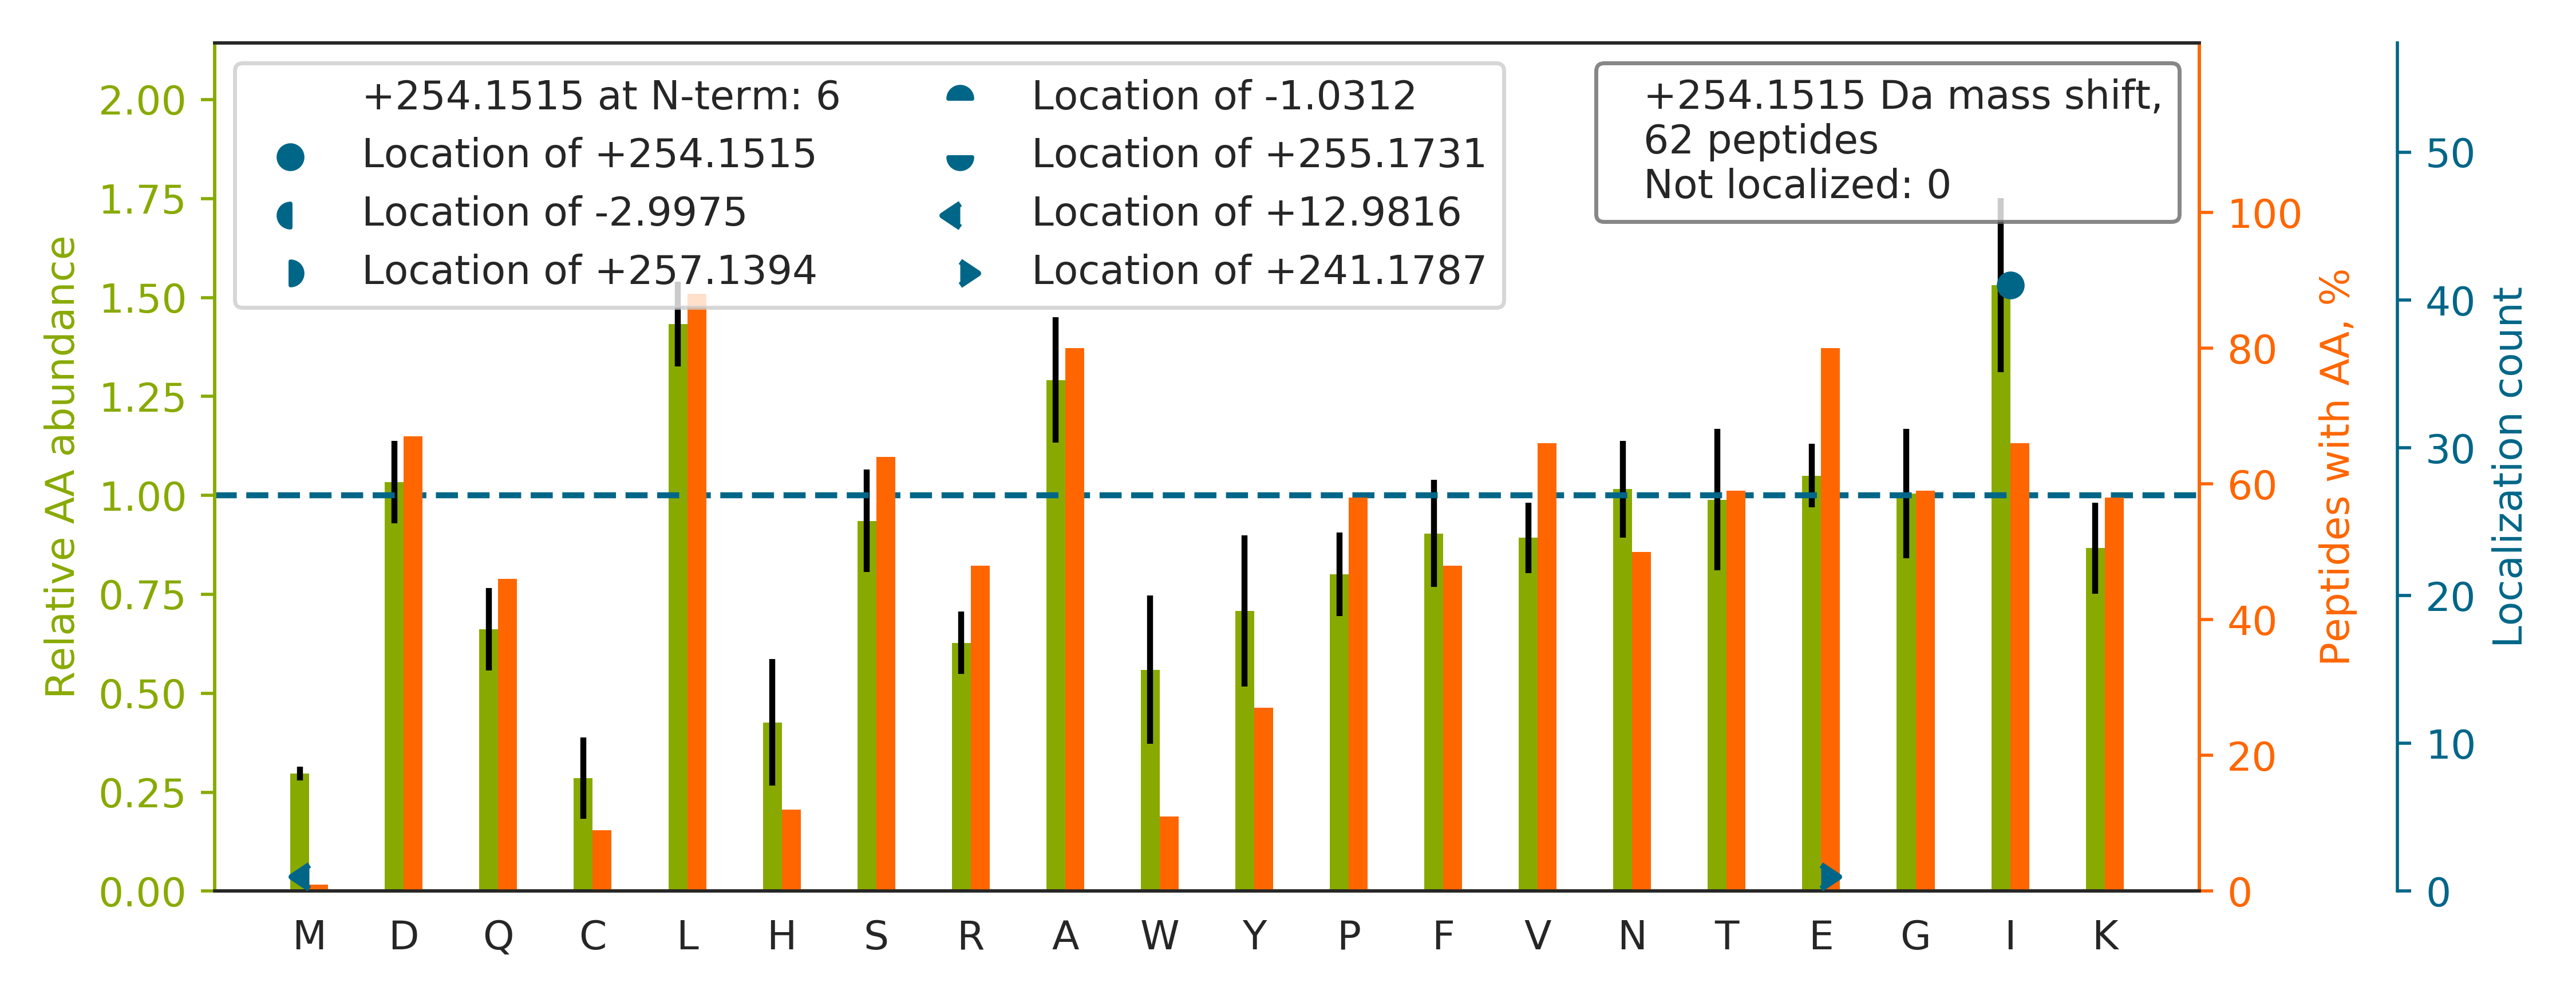 +254.1515 at N-term: 6
Location of +254.1515
Location of -2.9975
Location of +257.1394
Location of -1.0312
Location of +255.1731
Location of +12.9816
Location of +241.1787
+254.1515 Da mass shift,
62 peptides
Not localized: 0
Relative AA abundance
2.00
1.75
1.50
1.25
1.00
0.75
0.50
0.25
0.00
M D Q C L H S R A W Y P F V N T E G I K
100
80
60
40
20
0
Peptides with AA, %
50
40
30
20
10
0
Localization count